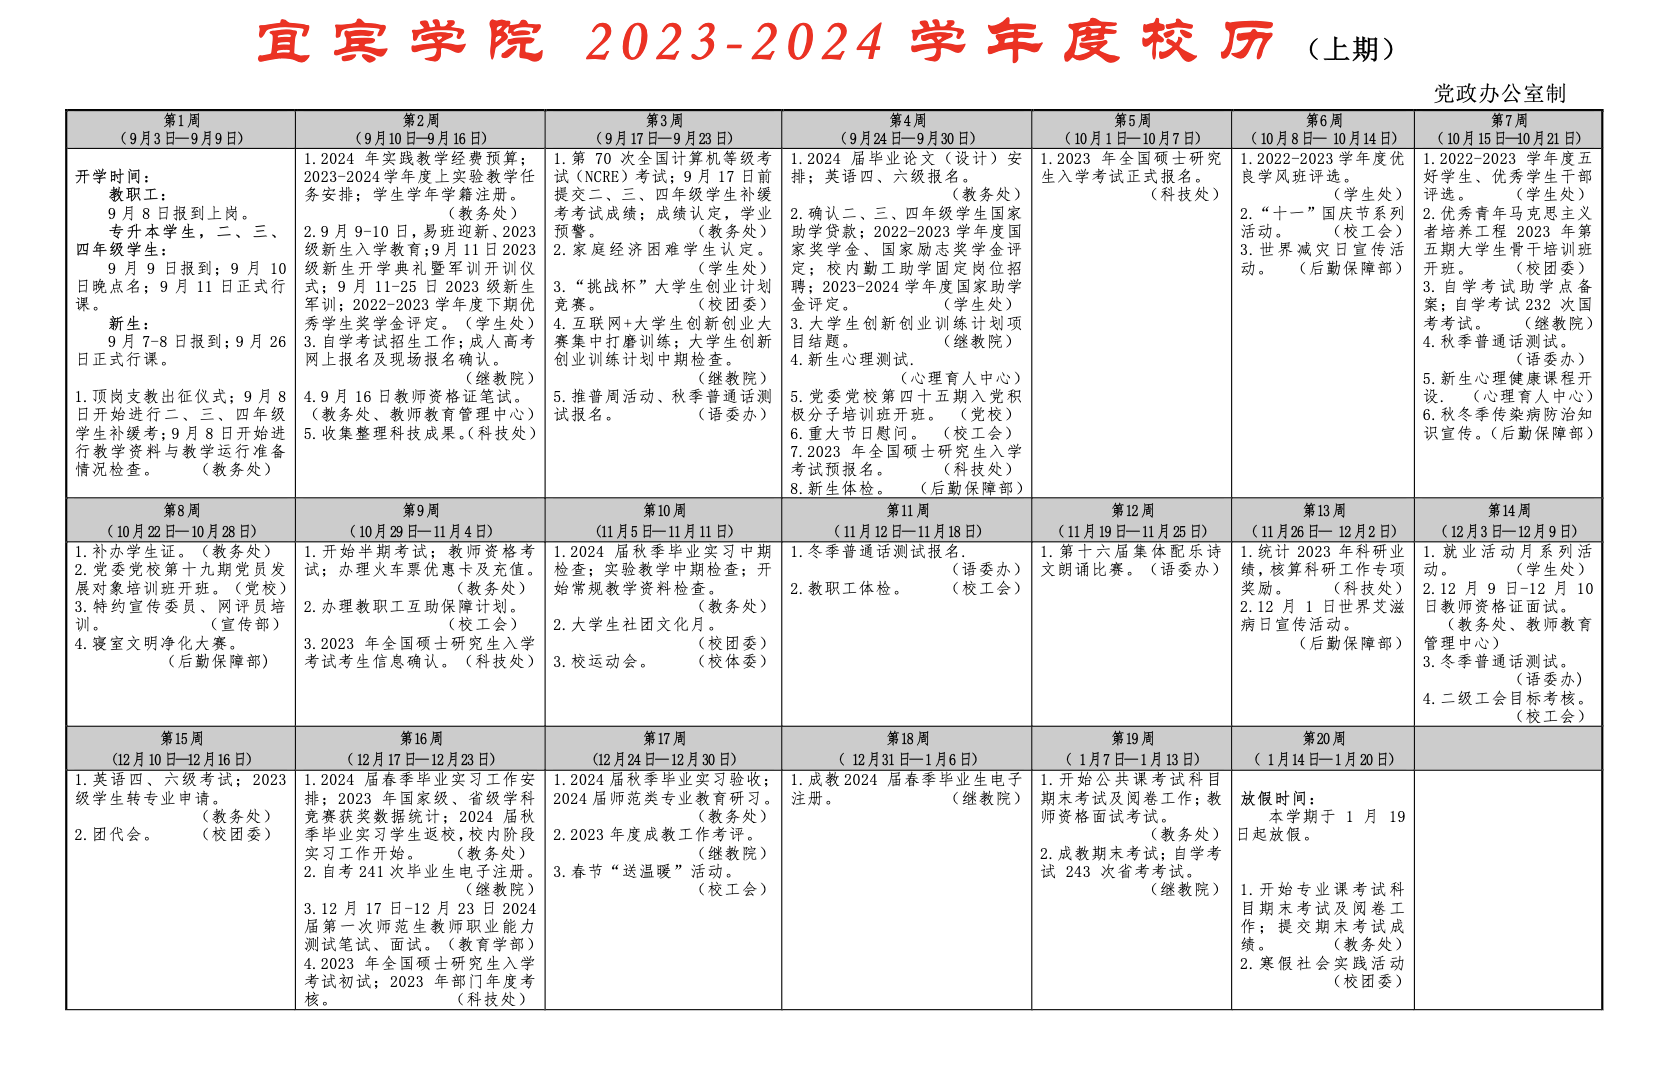 宜宾学院 2023-2024 学年度校历（上期）
党政办公室制
第1周
（9月3日—9月9日）
开学时间：
教职工：
9月8日报到上岗。
专升本学生，二、三、
四年级学生：
9月9日报到；9月10
日晚点名；9月11日正式行
课。
新生：
9月7-8日报到；9月26
日正式行课。
1.顶岗支教出征仪式；9月8
日开始进行二、三、四年级
学生补缓考；9月8日开始进
行教学资料与教学运行准备
情况检查。 （教务处）
第2周
（9月10日—9月16日）
1.2024 年实践教学经费预算；
2023-2024学年度上实验教学任
务安排；学生学年学籍注册。
（教务处）
2.9月9-10日，易班迎新、2023
级新生入学教育；9月11日2023
级新生开学典礼暨军训开训仪
式；9月11-25日2023级新生
军训；2022-2023学年度下期优
秀学生奖学金评定。（学生处）
3.自学考试招生工作；成人高考
网上报名及现场报名确认。
（继教院）
4.9月16日教师资格证笔试。
（教务处、教师教育管理中心）
5.收集整理科技成果。（科技处）
第3周
（9月17日—9月23日）
1.第70次全国计算机等级考
试（NCRE）考试；9月17日前
提交二、三、四年级学生补缓
考考试成绩；成绩认定，学业
预警。 （教务处）
2.家庭经济困难学生认定。
（学生处）
3.“挑战杯”大学生创业计划
竞赛。 （校团委）
4.互联网+大学生创新创业大
赛集中打磨训练；大学生创新
创业训练计划中期检查。
（继教院）
5.推普周活动、秋季普通话测
试报名。 （语委办）
第4周
（9月24日—9月30日）
1.2024 届毕业论文（设计）安
排；英语四、六级报名。
（教务处）
2.确认二、三、四年级学生国家
助学贷款；2022-2023学年度国
家奖学金、国家励志奖学金评
定；校内勤工助学固定岗位招
聘；2023-2024学年度国家助学
金评定。 （学生处）
3.大学生创新创业训练计划项
目结题。 （继教院）
4.新生心理测试.
（心理育人中心）
5.党委党校第四十五期入党积
极分子培训班开班。（党校）
6.重大节日慰问。（校工会）
7.2023 年全国硕士研究生入学
考试预报名。 （科技处）
8.新生体检。 （后勤保障部）
第5周
（10月1日—10月7日）
1.2023 年全国硕士研究
生入学考试正式报名。
（科技处）
第6周
（10月8日— 10月14日）
1.2022-2023学年度优
良学风班评选。
（学生处）
2.“十一”国庆节系列
活动。 （校工会）
3.世界减灾日宣传活
动。 （后勤保障部）
第7周
（10月15日—10月21日）
1.2022-2023 学年度五
好学生、优秀学生干部
评选。 （学生处）
2.优秀青年马克思主义
者培养工程 2023 年第
五期大学生骨干培训班
开班。 （校团委）
3.自学考试助学点备
案；自学考试232次国
考考试。 （继教院）
4.秋季普通话测试。
（语委办）
5.新生心理健康课程开
设. （心理育人中心）
6.秋冬季传染病防治知
识宣传。（后勤保障部）
第8周
（10月22日—10月28日）
1.补办学生证。（教务处）
2.党委党校第十九期党员发
展对象培训班开班。（党校）
3.特约宣传委员、网评员培
训。 （宣传部）
4.寝室文明净化大赛。
（后勤保障部）
第9周
（10月29日—11月4日）
1.开始半期考试；教师资格考
试；办理火车票优惠卡及充值。
（教务处）
2.办理教职工互助保障计划。
（校工会）
3.2023 年全国硕士研究生入学
考试考生信息确认。（科技处）
第10周
（11月5日—11月11日）
1.2024 届秋季毕业实习中期
检查；实验教学中期检查；开
始常规教学资料检查。
（教务处）
2.大学生社团文化月。
（校团委）
3.校运动会。 （校体委）
第11周
（11月12日—11月18日）
1.冬季普通话测试报名.
（语委办）
2.教职工体检。 （校工会）
第12周
（11月19日—11月25日）
1.第十六届集体配乐诗
文朗诵比赛。（语委办）
第13周
（11月26日— 12月2日）
1.统计2023年科研业
绩，核算科研工作专项
奖励。 （科技处）
2.12月1日世界艾滋
病日宣传活动。
（后勤保障部）
第14周
（12月3日—12月9日）
1.就业活动月系列活
动。 （学生处）
2.12月9日-12月10
日教师资格证面试。
（教务处、教师教育
管理中心）
3.冬季普通话测试。
（语委办）
4.二级工会目标考核。
（校工会）
第15周
（12月10日—12月16日）
1.英语四、六级考试；2023
级学生转专业申请。
（教务处）
2.团代会。 （校团委）
第16周
（12月17日—12月23日）
1.2024 届春季毕业实习工作安
排；2023 年国家级、省级学科
竞赛获奖数据统计；2024 届秋
季毕业实习学生返校，校内阶段
实习工作开始。 （教务处）
2.自考241次毕业生电子注册。
（继教院）
3.12月17日-12月23日2024
届第一次师范生教师职业能力
测试笔试、面试。（教育学部）
4.2023 年全国硕士研究生入学
考试初试；2023 年部门年度考
核。 （科技处）
第17周
（12月24日—12月30日）
1.2024届秋季毕业实习验收；
2024届师范类专业教育研习。
（教务处）
2.2023年度成教工作考评。
（继教院）
3.春节“送温暖”活动。
（校工会）
第18周
（ 12月31日—1月6日）
1.成教2024 届春季毕业生电子
注册。 （继教院）
第19周
（ 1月7日—1月13日）
1.开始公共课考试科目
期末考试及阅卷工作；教
师资格面试考试。
（教务处）
2.成教期末考试；自学考
试 243 次省考考试。
（继教院）
第20周
（ 1月14日—1月20日）
放假时间：
本学期于 1 月 19
日起放假。
1.开始专业课考试科
目期末考试及阅卷工
作；提交期末考试成
绩。 （教务处）
2.寒假社会实践活动
（校团委）